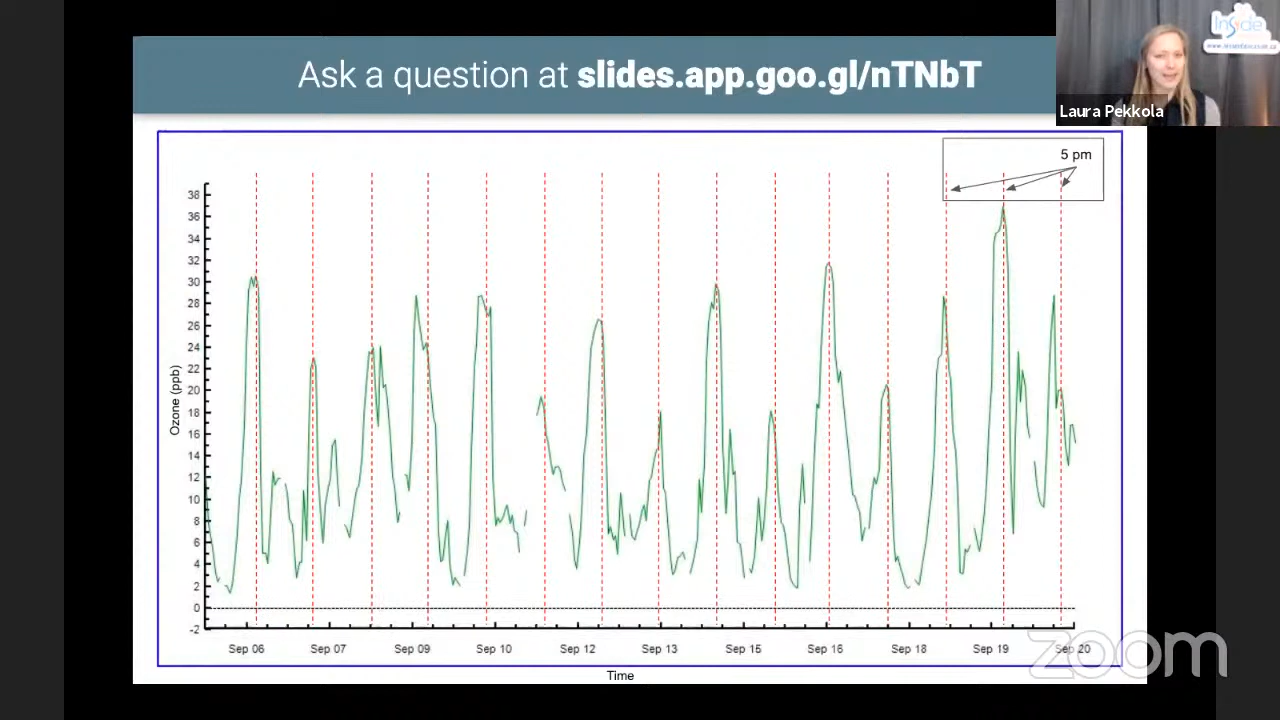 Ask a question at slides.app.goo.gl/nTNbT
Inside
Laura Pekkola
5 pm
38
36
34
32
30
28
26
24
22
20
18
16
14
12
10
8
6
4
2
0
-2
Ozone (ppb)
Sep 06 Sep 07 Sep 09 Sep 10 Sep 12 Sep 13 Sep 15 Sep 16 Sep 18 Sep 19 Sep 20
Time
zoom